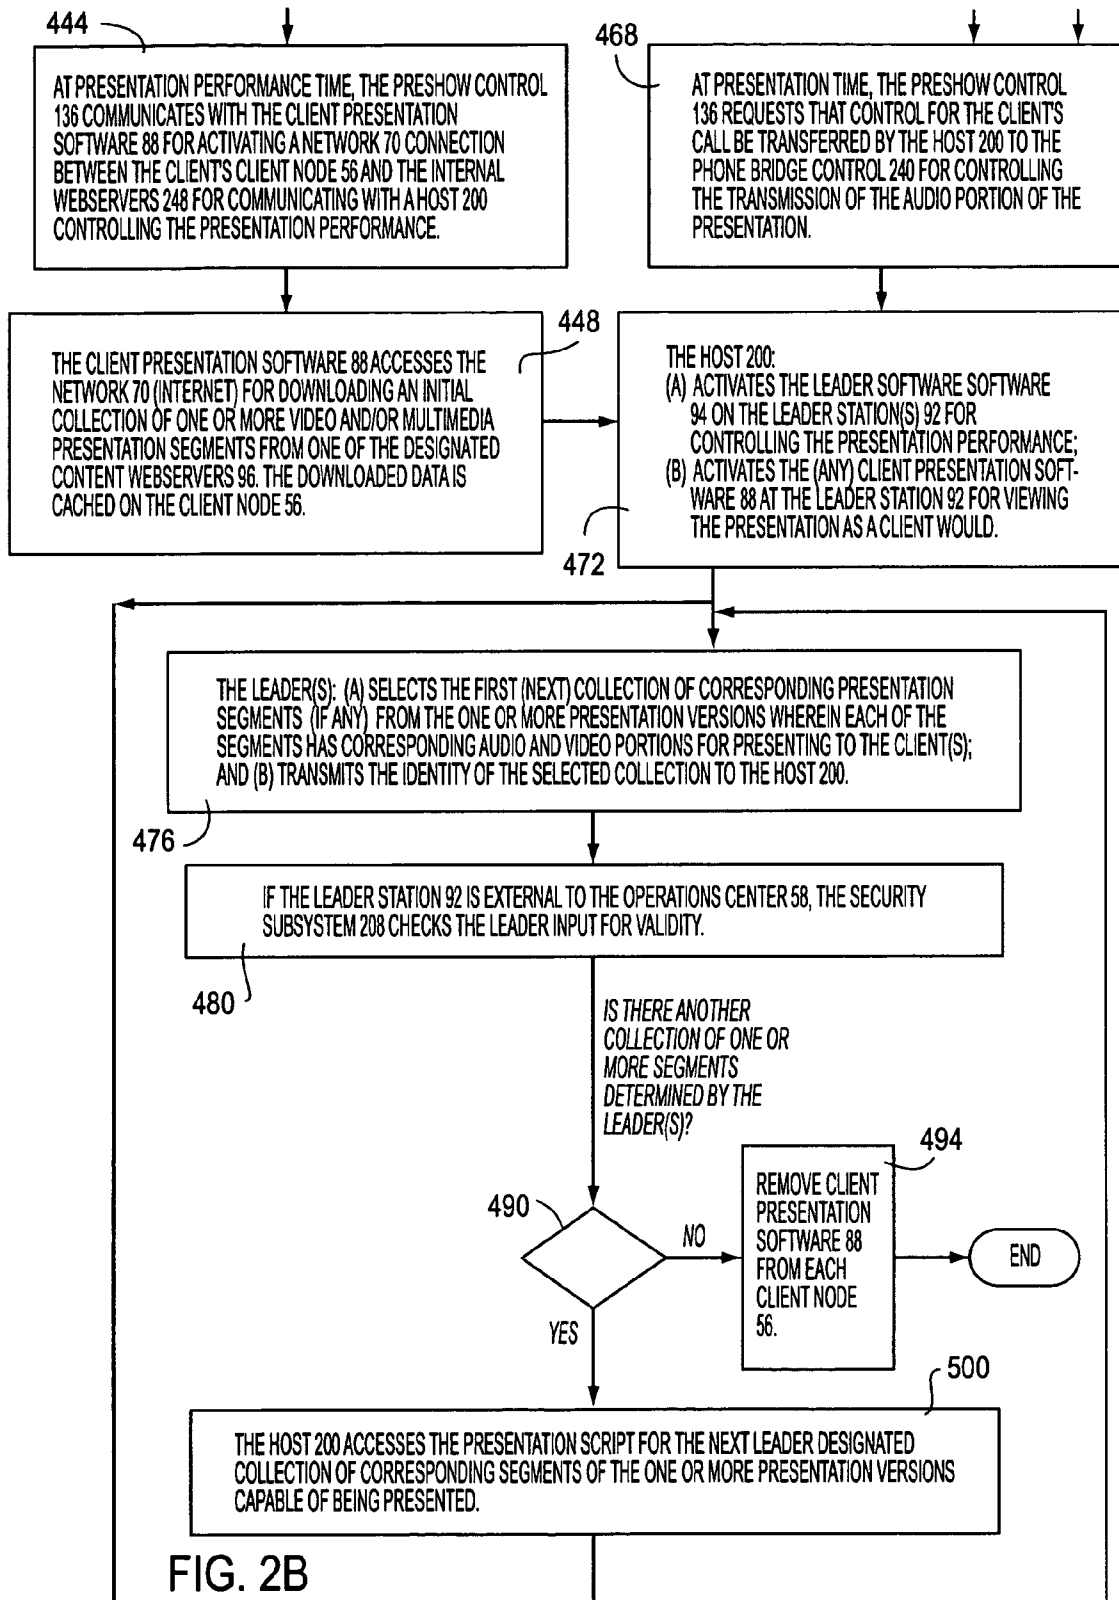 444
AT PRESENTATION PERFORMANCE TIME, THE PRESHOW CONTROL
136 COMMUNICATES WITH THE CLIENT PRESENTATION
SOFTWARE 88 FOR ACTIVATING A NETWORK 70 CONNECTION
BETWEEN THE CLIENT'S CLIENT NODE 56 AND THE INTERNAL
WEBSERVERS 248 FOR COMMUNICATING WITH A HOST 200
CONTROLLING THE PRESENTATION PERFORMANCE.
468
AT PRESENTATION TIME, THE PRESHOW CONTROL
136 REQUESTS THAT CONTROL FOR THE CLIENT'S
CALL BE TRANSFERRED BY THE HOST 200 TO THE
PHONE BRIDGE CONTROL 240 FOR CONTROLLING
THE TRANSMISSION OF THE AUDIO PORTION OF THE
PRESENTATION.
448
THE CLIENT PRESENTATION SOFTWARE 88 ACCESSES THE
NETWORK 70 (INTERNET) FOR DOWNLOADING AN INITIAL
COLLECTION OF ONE OR MORE VIDEO AND/OR MULTIMEDIA
PRESENTATION SEGMENTS FROM ONE OF THE DESIGNATED
CONTENT WEBSERVERS 96. THE DOWNLOADED DATA IS
CACHED ON THE CLIENT NODE 56.
THE HOST 200:
(A) ACTIVATES THE LEADER SOFTWARE SOFTWARE
94 ON THE LEADER STATION(S) 92 FOR
CONTROLLING THE PRESENTATION PERFORMANCE;
(B) ACTIVATES THE (ANY) CLIENT PRESENTATION SOFT-
WARE 88 AT THE LEADER STATION 92 FOR VIEWING
THE PRESENTATION AS A CLIENT WOULD.
472
THE LEADER(S): (A) SELECTS THE FIRST (NEXT) COLLECTION OF CORRESPONDING PRESENTATION
SEGMENTS (IF ANY) FROM THE ONE OR MORE PRESENTATION VERSIONS WHEREIN EACH OF THE
SEGMENTS HAS CORRESPONDING AUDIO AND VIDEO PORTIONS FOR PRESENTING TO THE CLIENT(S);
AND (B) TRANSMITS THE IDENTITY OF THE SELECTED COLLECTION TO THE HOST 200.
476
IF THE LEADER STATION 92 IS EXTERNAL TO THE OPERATIONS CENTER 58, THE SECURITY
SUBSYSTEM 208 CHECKS THE LEADER INPUT FOR VALIDITY.
480
IS THERE ANOTHER
COLLECTION OF ONE OR
MORE SEGMENTS
DETERMINED BY THE
LEADER(S)?
490
NO
YES
494
REMOVE CLIENT
PRESENTATION
SOFTWARE 88
FROM EACH
CLIENT NODE
56.
END
500
THE HOST 200 ACCESSES THE PRESENTATION SCRIPT FOR THE NEXT LEADER DESIGNATED
COLLECTION OF CORRESPONDING SEGMENTS OF THE ONE OR MORE PRESENTATION VERSIONS
CAPABLE OF BEING PRESENTED.
FIG. 2B